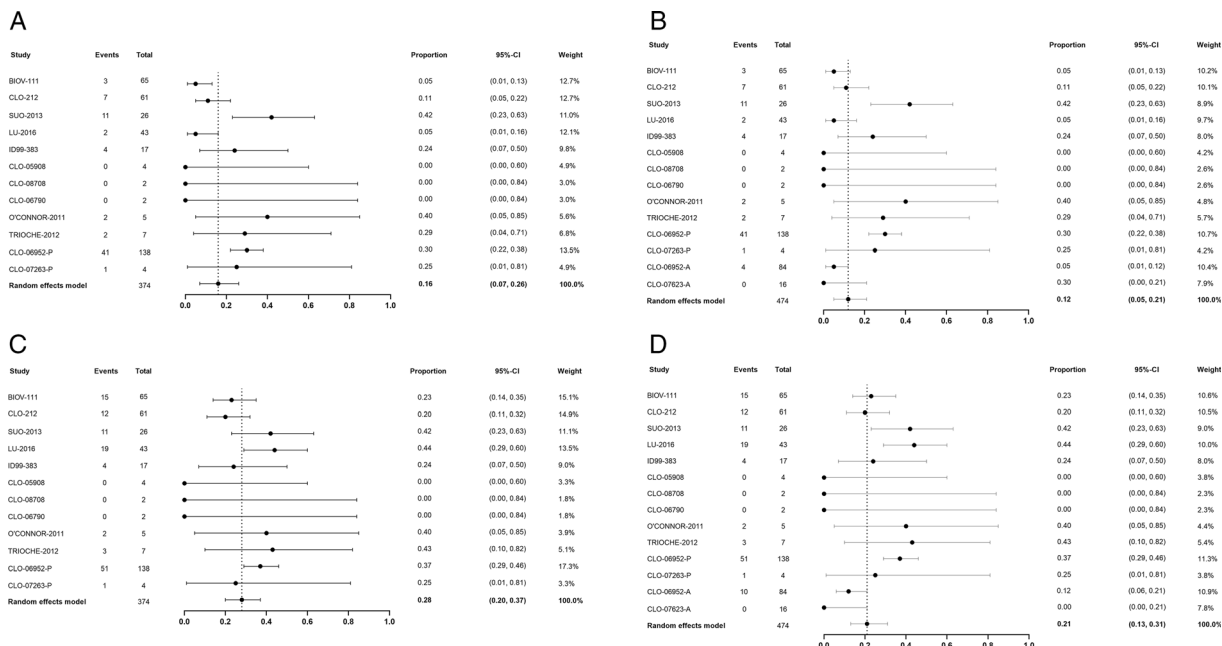 A
Study Events Total Proportion 95%-CI Weight
BIOV-111 3 65 0.05 (0.01, 0.13) 12.7%
CLO-212 7 61 0.11 (0.05, 0.22) 12.7%
SUO-2013 11 26 0.42 (0.23, 0.63) 11.0%
LU-2016 2 43 0.05 (0.01, 0.16) 12.1%
ID99-383 4 17 0.24 (0.07, 0.50) 9.8%
CLO-05908 0 4 0.00 (0.00, 0.60) 4.9%
CLO-08708 0 2 0.00 (0.00, 0.84) 3.0%
CLO-06790 0 2 0.00 (0.00, 0.84) 3.0%
O'CONNOR-2011 2 5 0.40 (0.05, 0.85) 5.6%
TRIOCHE-2012 2 7 0.29 (0.04, 0.71) 6.8%
CLO-06952-P 41 138 0.30 (0.22, 0.38) 13.5%
CLO-07263-P 1 4 0.25 (0.01, 0.81) 4.9%
Random effects model 374 0.16 (0.07, 0.26) 100.0%
0.0 0.2 0.4 0.6 0.8 1.0
B
Study Events Total Proportion 95%-CI Weight
BIOV-111 3 65 0.05 (0.01, 0.13) 10.2%
CLO-212 7 61 0.11 (0.05, 0.22) 10.1%
SUO-2013 11 26 0.42 (0.23, 0.63) 8.9%
LU-2016 2 43 0.05 (0.01, 0.16) 9.7%
ID99-383 4 17 0.24 (0.07, 0.50) 8.0%
CLO-05908 0 4 0.00 (0.00, 0.60) 4.2%
CLO-08708 0 2 0.00 (0.00, 0.84) 2.6%
CLO-06790 0 2 0.00 (0.00, 0.84) 2.6%
O'CONNOR-2011 2 5 0.40 (0.05, 0.85) 4.8%
TRIOCHE-2012 2 7 0.29 (0.04, 0.71) 5.7%
CLO-06952-P 41 138 0.30 (0.22, 0.38) 10.7%
CLO-07263-P 1 4 0.25 (0.01, 0.81) 4.2%
CLO-06952-A 4 84 0.05 (0.01, 0.12) 10.4%
CLO-07623-A 0 16 0.30 (0.00, 0.21) 7.9%
Random effects model 474 0.12 (0.05, 0.21) 100.0%
0.0 0.2 0.4 0.6 0.8 1.0
C
Study Events Total Proportion 95%-CI Weight
BIOV-111 15 65 0.23 (0.14, 0.35) 15.1%
CLO-212 12 61 0.20 (0.11, 0.32) 14.9%
SUO-2013 11 26 0.42 (0.23, 0.63) 11.1%
LU-2016 19 43 0.44 (0.29, 0.60) 13.5%
ID99-383 4 17 0.24 (0.07, 0.50) 9.0%
CLO-05908 0 4 0.00 (0.00, 0.60) 3.3%
CLO-08708 0 2 0.00 (0.00, 0.84) 1.8%
CLO-06790 0 2 0.00 (0.00, 0.84) 1.8%
O'CONNOR-2011 2 5 0.40 (0.05, 0.85) 3.9%
TRIOCHE-2012 3 7 0.43 (0.10, 0.82) 5.1%
CLO-06952-P 51 138 0.37 (0.29, 0.46) 17.3%
CLO-07263-P 1 4 0.25 (0.01, 0.81) 3.3%
Random effects model 374 0.28 (0.20, 0.37) 100.0%
0.0 0.2 0.4 0.6 0.8 1.0
D
Study Events Total Proportion 95%-CI Weight
BIOV-111 15 65 0.23 (0.14, 0.35) 10.6%
CLO-212 12 61 0.20 (0.11, 0.32) 10.5%
SUO-2013 11 26 0.42 (0.23, 0.63) 9.0%
LU-2016 19 43 0.44 (0.29, 0.60) 10.0%
ID99-383 4 17 0.24 (0.07, 0.50) 8.0%
CLO-05908 0 4 0.00 (0.00, 0.60) 3.8%
CLO-08708 0 2 0.00 (0.00, 0.84) 2.3%
CLO-06790 0 2 0.00 (0.00, 0.84) 2.3%
O'CONNOR-2011 2 5 0.40 (0.05, 0.85) 4.4%
TRIOCHE-2012 3 7 0.43 (0.10, 0.82) 5.4%
CLO-06952-P 51 138 0.37 (0.29, 0.46) 11.3%
CLO-07263-P 1 4 0.25 (0.01, 0.81) 3.8%
CLO-06952-A 10 84 0.12 (0.06, 0.21) 10.9%
CLO-07623-A 0 16 0.00 (0.00, 0.21) 7.8%
Random effects model 474 0.21 (0.13, 0.31) 100.0%
0.0 0.2 0.4 0.6 0.8 1.0